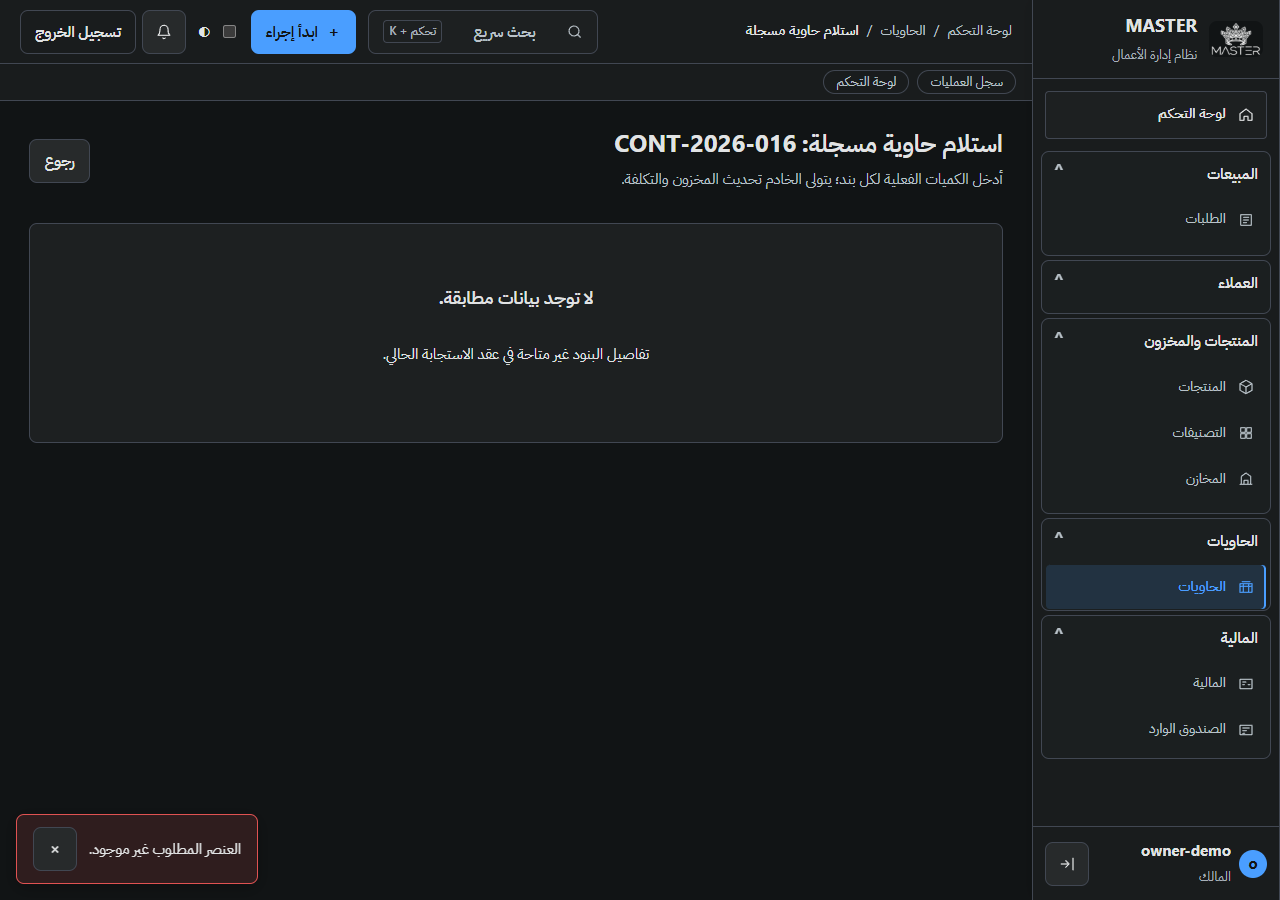 MASTER
MASTER
نظام إدارة الأعمال
لوحة التحكم
المبيعات
^
الطلبات
العملاء
^
المنتجات والمخزون
^
المنتجات
التصنيفات
المخازن
الحاويات
^
الحاويات
المالية
^
المالية
الصندوق الوارد
o
owner-demo
المالك
لوحة التحكم / الحاويات / استلام حاوية مسجلة
بحث سريع
تحكم + K
+ ابدأ إجراء
تسجيل الخروج
سجل العمليات
لوحة التحكم
استلام حاوية مسجلة: CONT-2026-016
أدخل الكميات الفعلية لكل بند؛ يتولى الخادم تحديث المخزون والتكلفة.
رجوع
لا توجد بيانات مطابقة.
تفاصيل البنود غير متاحة في عقد الاستجابة الحالي.
العنصر المطلوب غير موجود.
×